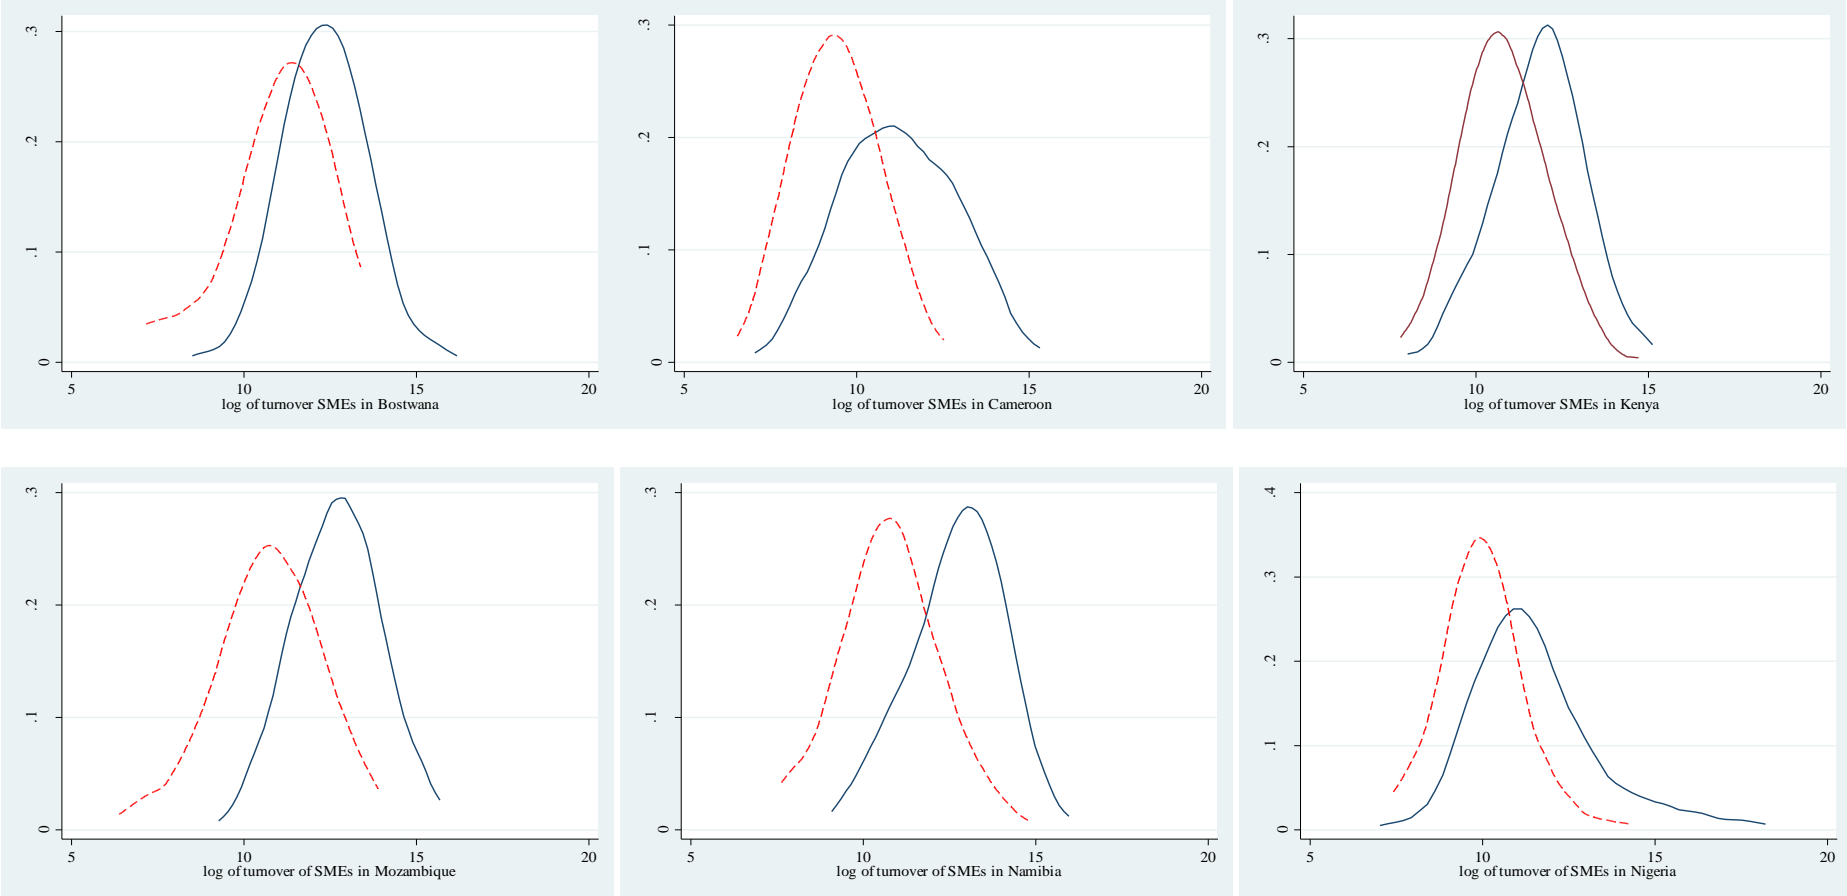 .3
.2
.1
0
5 10 15 20
log of turnover SMEs in Bostwana
.3
.2
.1
0
5 10 15 20
log of turnover SMEs in Cameroon
.3
.2
.1
0
5 10 15 20
log of turnover SMEs in Kenya
.3
.2
.1
0
5 10 15 20
log of turnover of SMEs in Mozambique
.3
.2
.1
0
5 10 15 20
log of turnover of SMEs in Namibia
.4
.3
.2
.1
0
5 10 15 20
log of turnover of SMEs in Nigeria